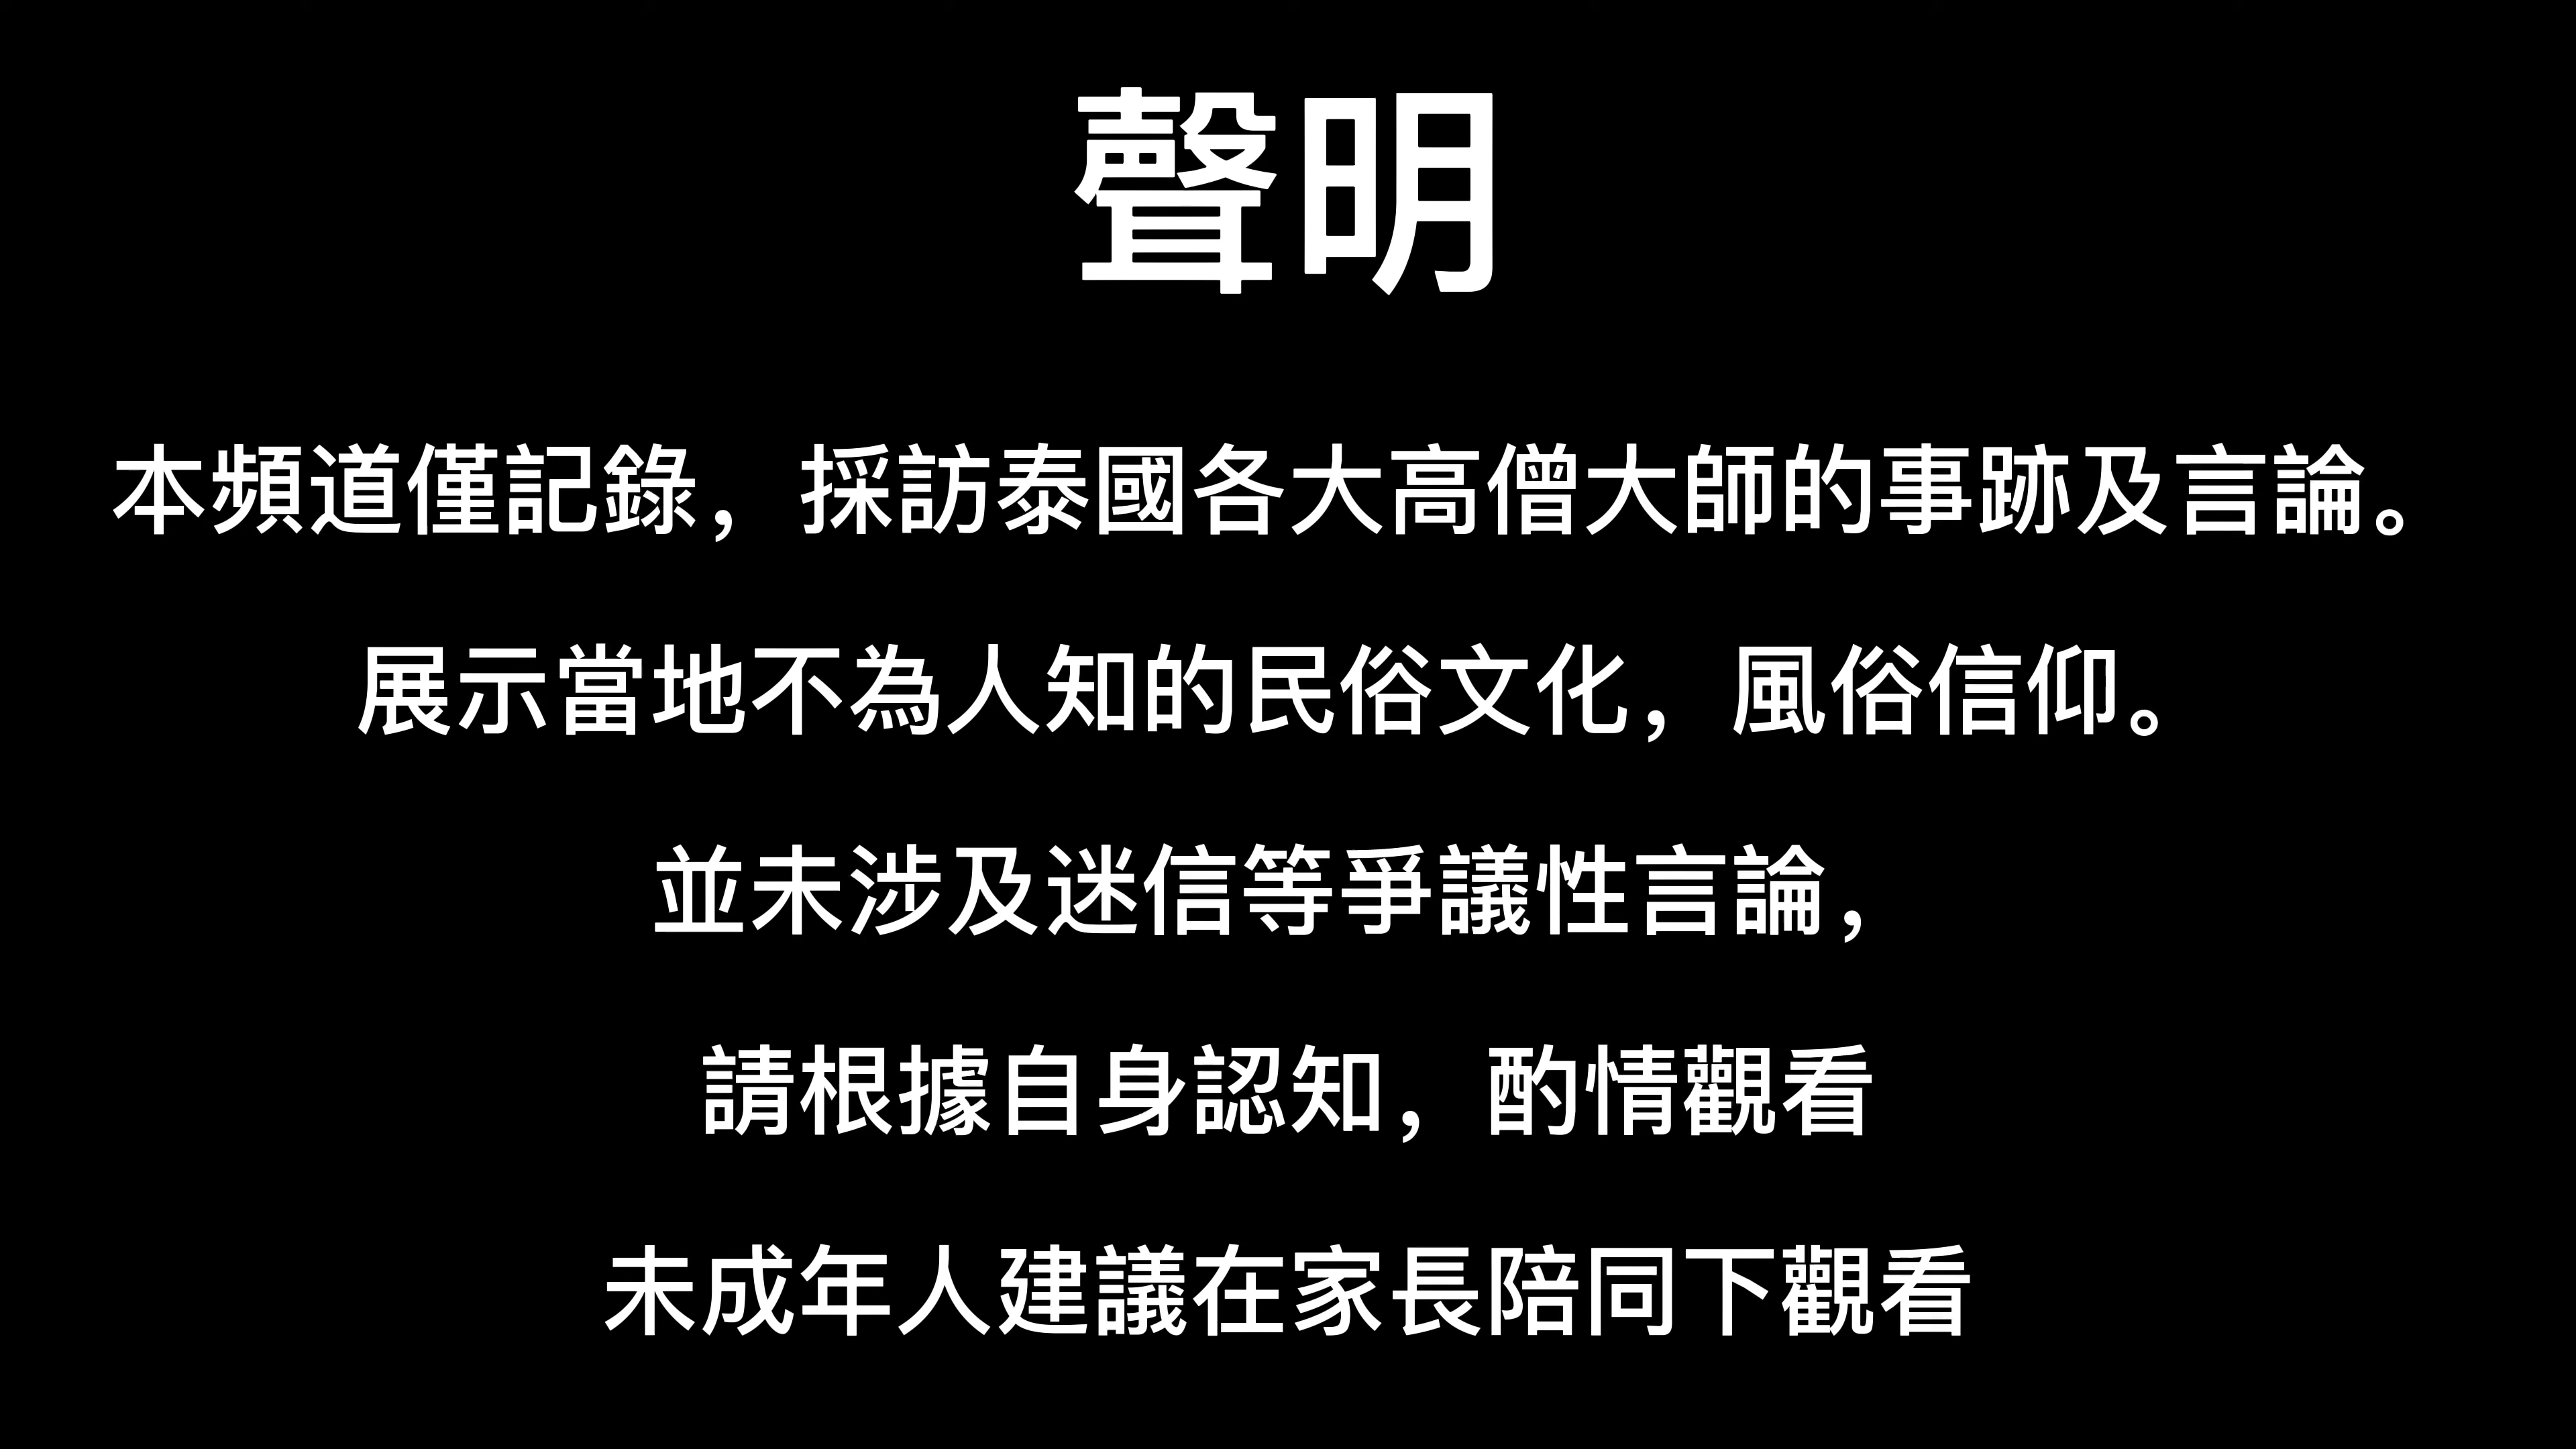 聲明
本頻道僅記錄，採訪泰國各大高僧大師的事跡及言論。
展示當地不為人知的民俗文化，風俗信仰。
並未涉及迷信等爭議性言論，
請根據自身認知，酌情觀看
未成年人建議在家長陪同下觀看